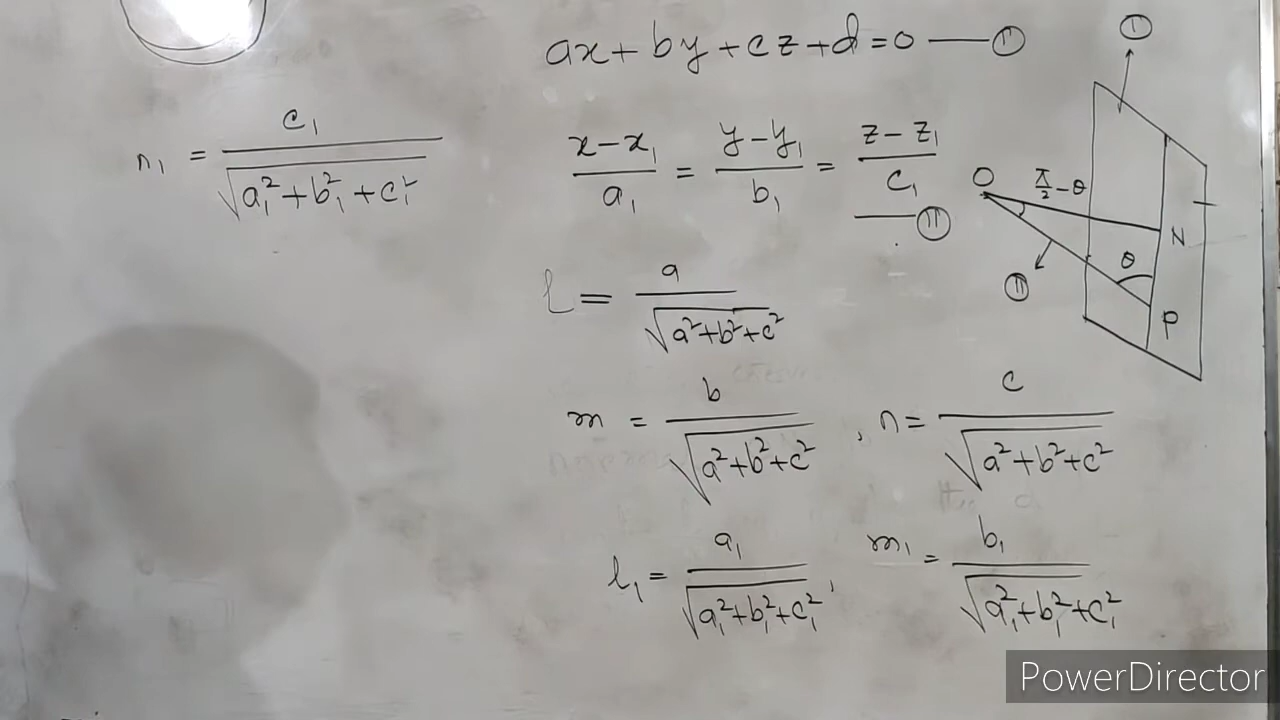 ax + by + cz + d = 0 —— ①
n₁ = c₁ / √(a₁² + b₁² + c₁²)
(x - x₁) / a₁ = (y - y₁) / b₁ = (z - z₁) / c₁ —— Ⅱ
l = a / √(a² + b² + c²)
m = b / √(a² + b² + c²) , n = c / √(a² + b² + c²)
l₁ = a₁ / √(a₁² + b₁² + c₁²) , m₁ = b₁ / √(a₁² + b₁² + c₁²)
①
O
π/2 - θ
N
θ
Ⅱ
P
PowerDirector